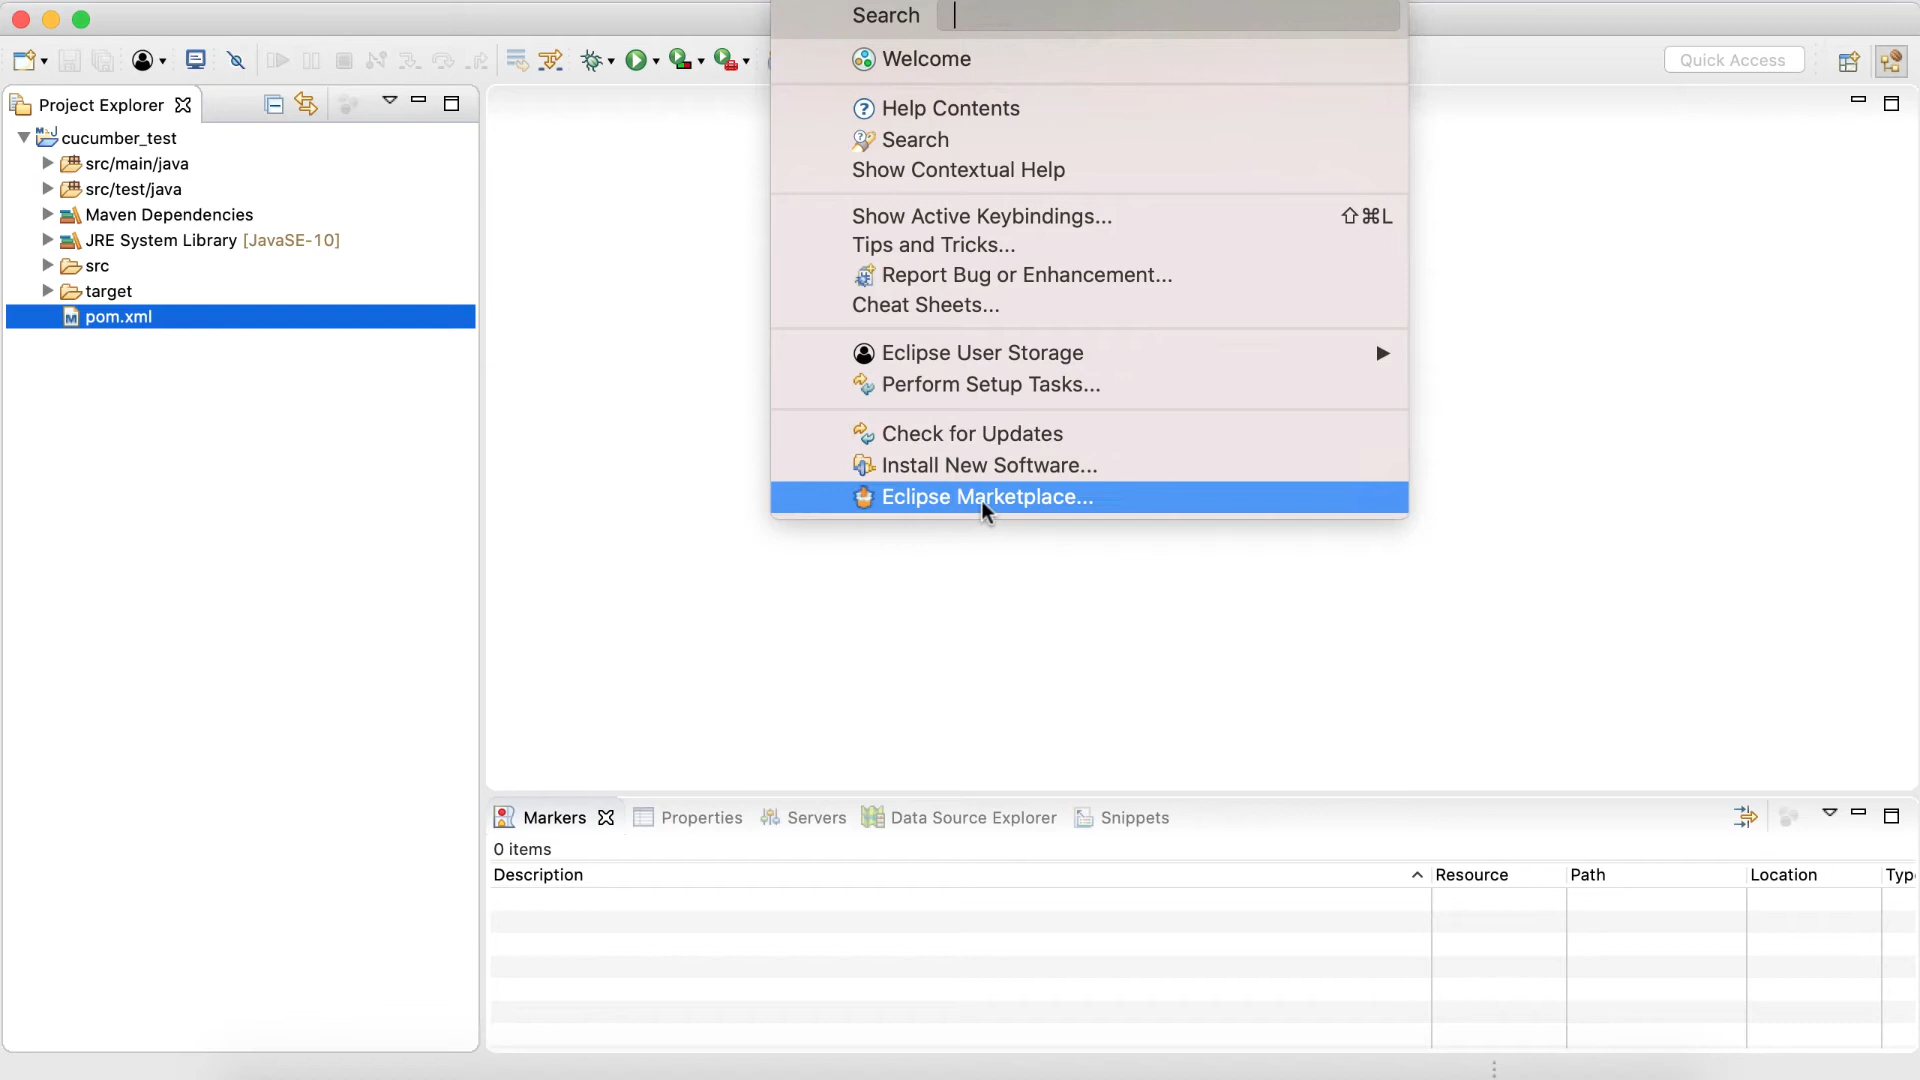 Search
Welcome
Quick Access
Project Explorer
Help Contents
cucumber_test
Search
src/main/java
Show Contextual Help
src/test/java
Maven Dependencies
Show Active Keybindings... ⇧⌘L
JRE System Library [JavaSE-10]
Tips and Tricks...
src
Report Bug or Enhancement...
target
Cheat Sheets...
pom.xml
Eclipse User Storage
Perform Setup Tasks...
Check for Updates
Install New Software...
Eclipse Marketplace...
Markers Properties Servers Data Source Explorer Snippets
0 items
Description Resource Path Location Typ